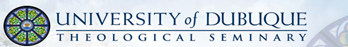 UNIVERSITY of DUBUQUE
THEOLOGICAL SEMINARY